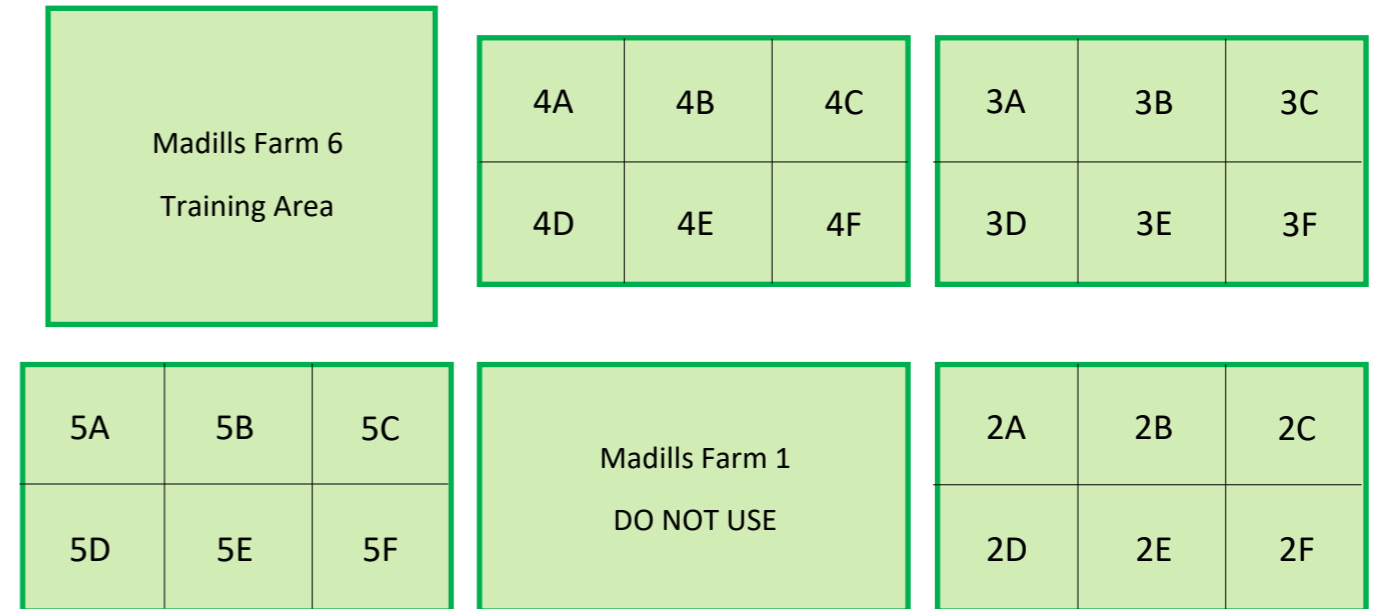 Madills Farm 6
Training Area
4A 4B 4C
4D 4E 4F
3A 3B 3C
3D 3E 3F
5A 5B 5C
5D 5E 5F
Madills Farm 1
DO NOT USE
2A 2B 2C
2D 2E 2F